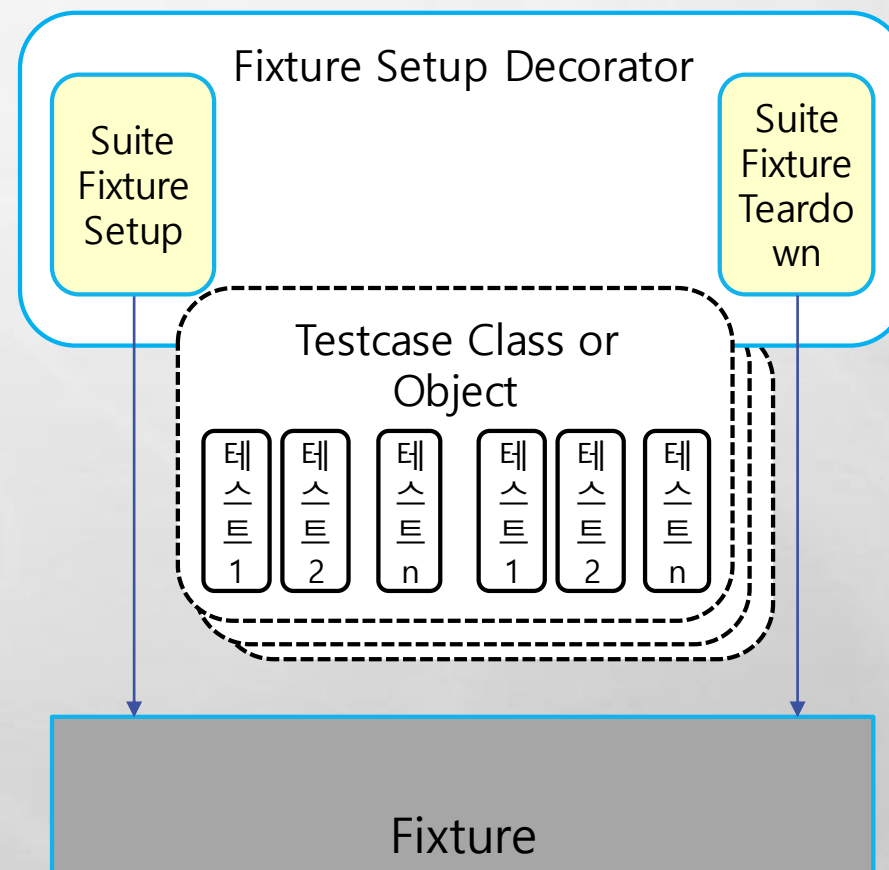 Fixture Setup Decorator
Suite
Fixture
Setup
Suite
Fixture
Teardo
wn
Testcase Class or
Object
테
스
트
1
테
스
트
2
테
스
트
n
테
스
트
1
테
스
트
2
테
스
트
n
Fixture